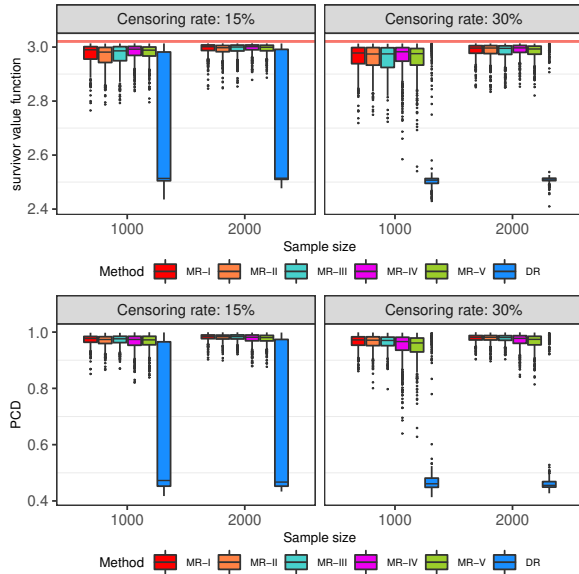 Censoring rate: 15% Censoring rate: 30%
survivor value function
3.0
2.8
2.6
2.4
1000 2000 1000 2000
Sample size
Method MR−I MR−II MR−III MR−IV MR−V DR
Censoring rate: 15% Censoring rate: 30%
PCD
1.0
0.8
0.6
0.4
1000 2000 1000 2000
Sample size
Method MR−I MR−II MR−III MR−IV MR−V DR